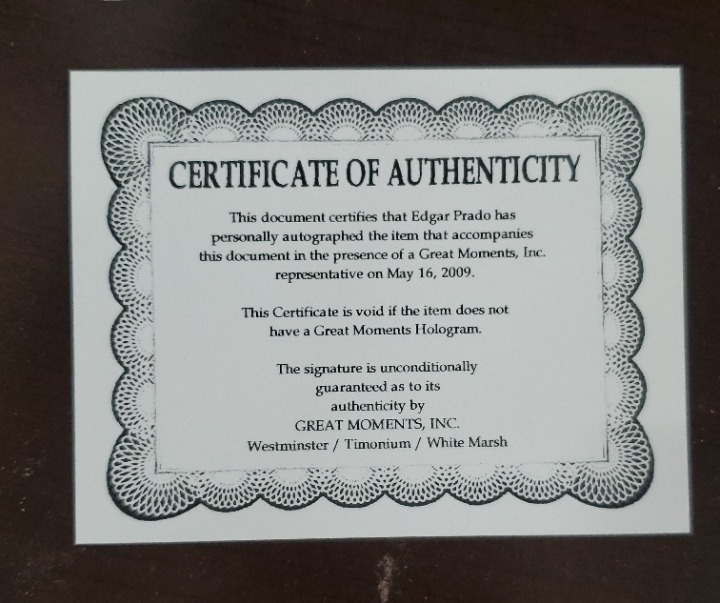 CERTIFICATE OF AUTHENTICITY
This document certifies that Edgar Prado has
personally autographed the item that accompanies
this document in the presence of a Great Moments, Inc.
representative on May 16, 2009.
This Certificate is void if the item does not
have a Great Moments Hologram.
The signature is unconditionally
guaranteed as to its
authenticity by
GREAT MOMENTS, INC.
Westminster / Timonium / White Marsh